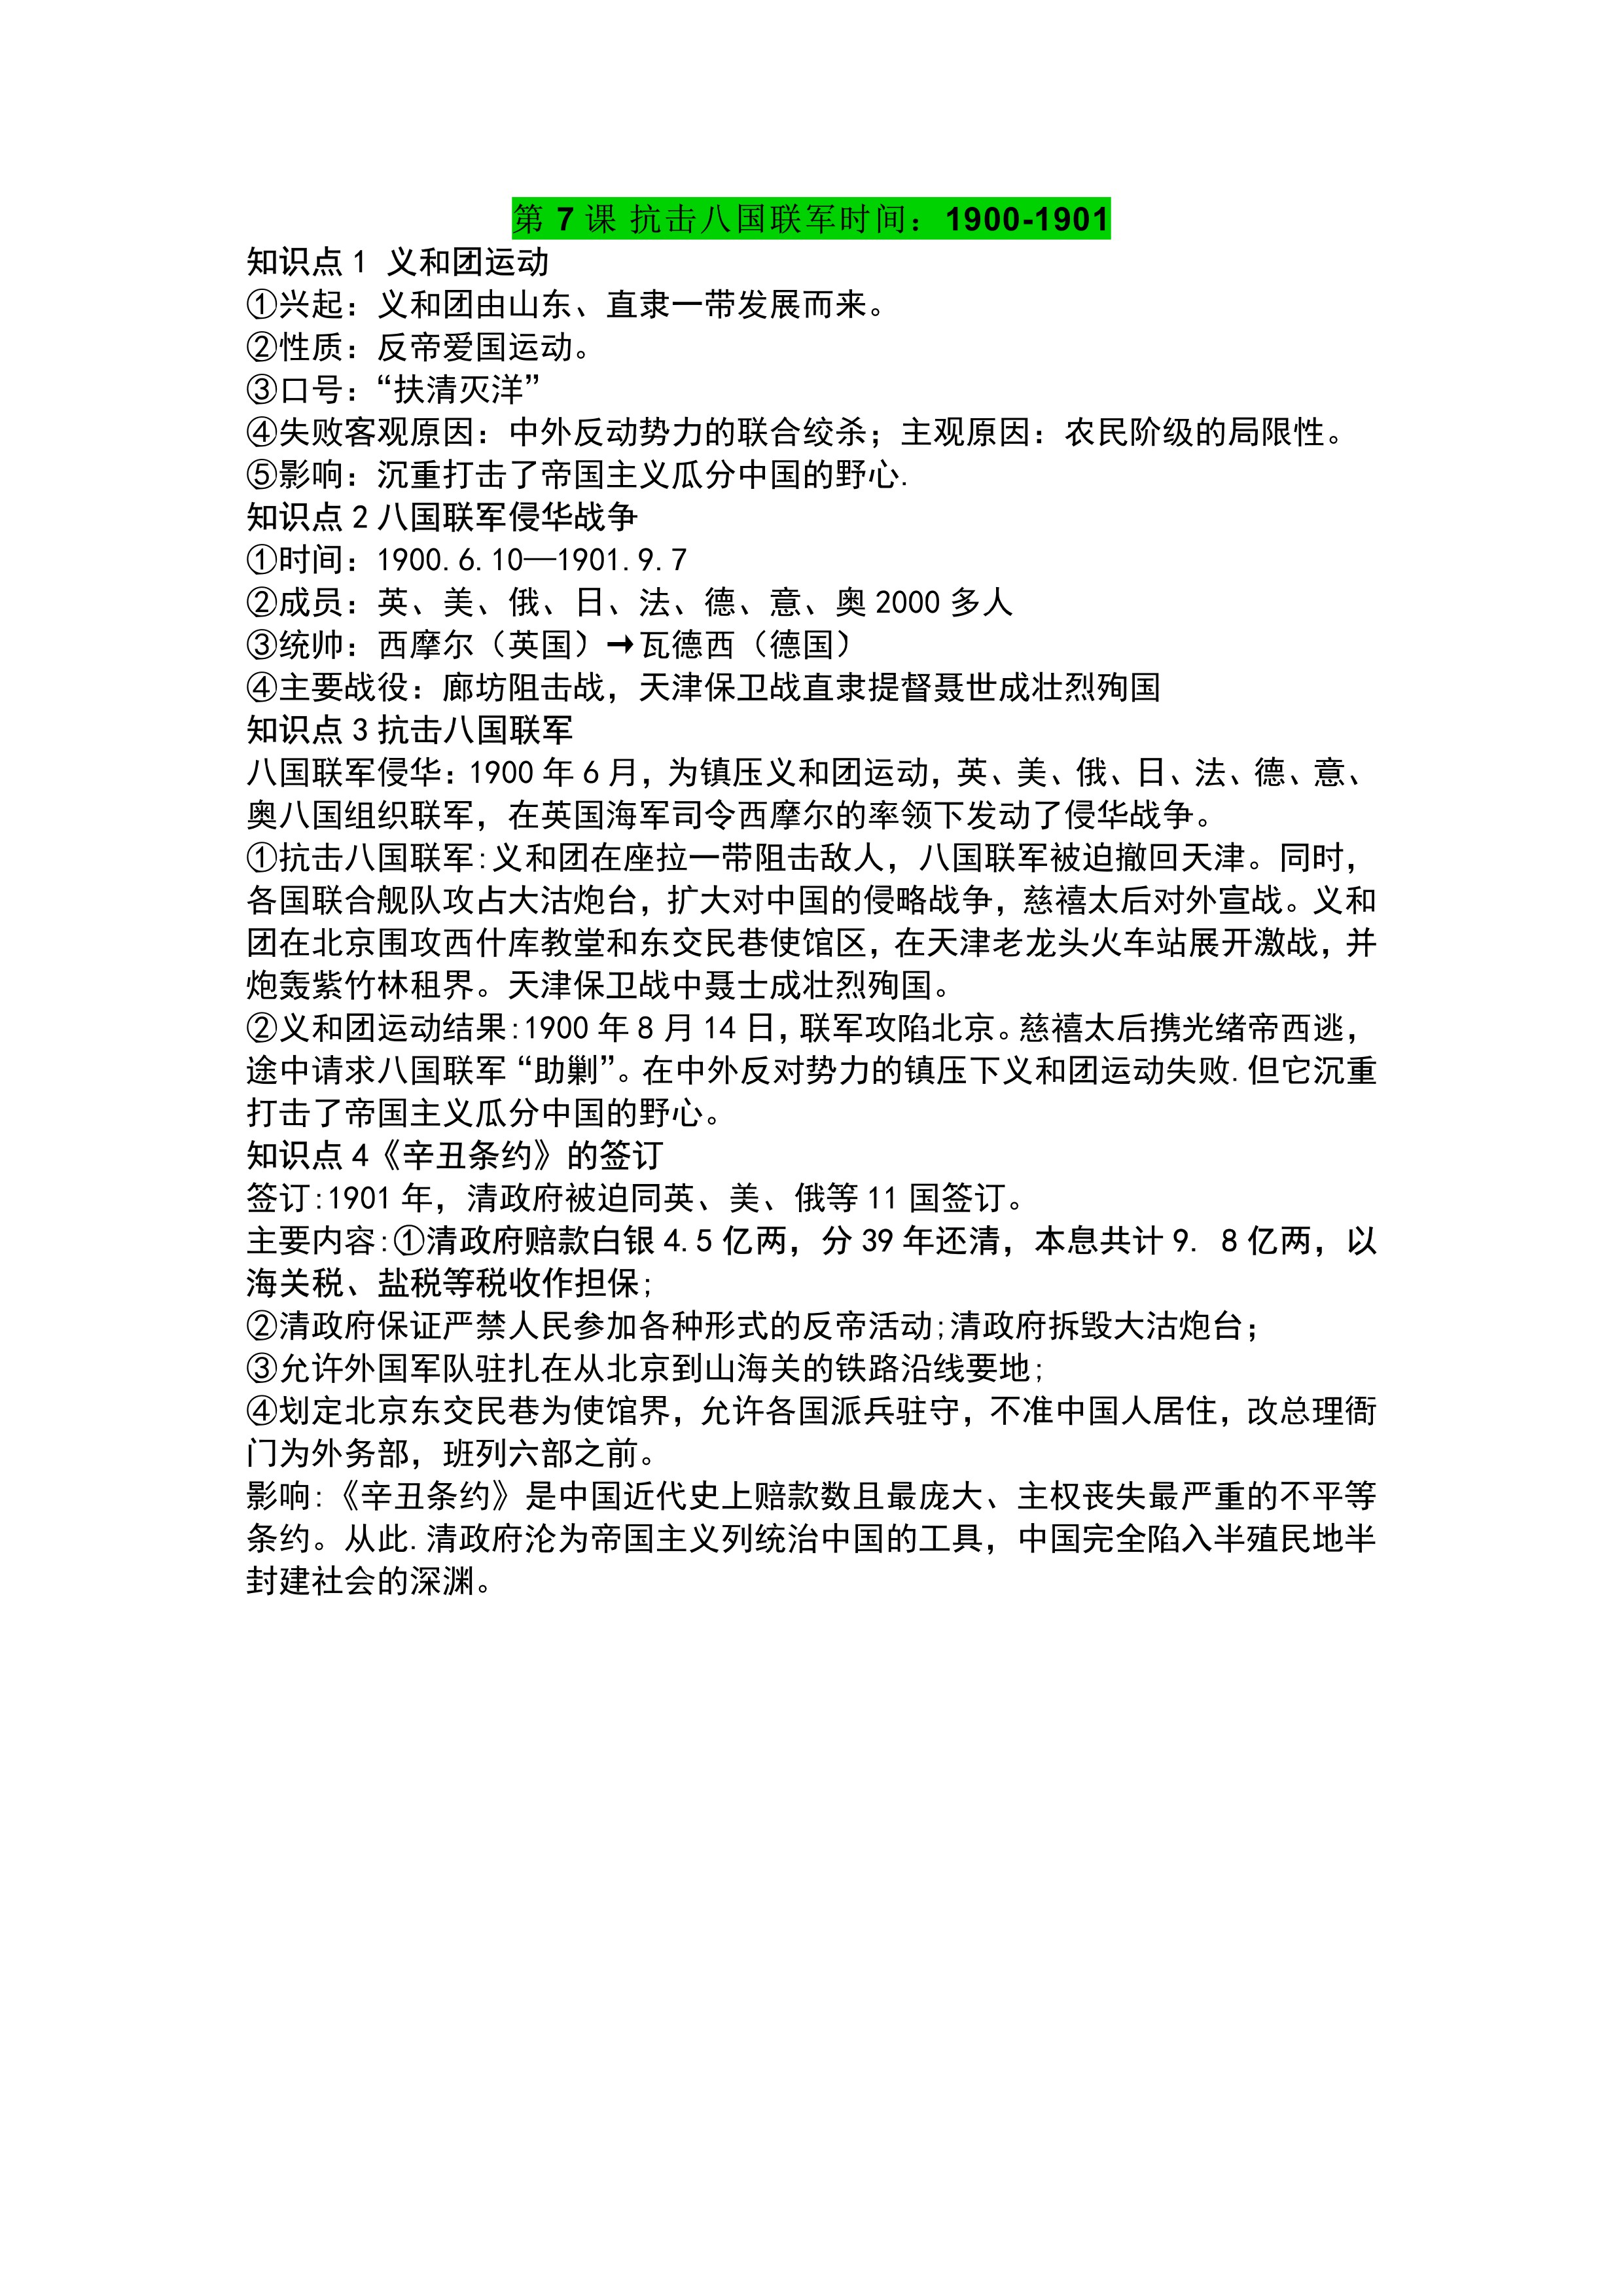 第 7 课 抗击八国联军时间：1900-1901
知识点 1 义和团运动
①兴起：义和团由山东、直隶一带发展而来。
②性质：反帝爱国运动。
③口号：“扶清灭洋”
④失败客观原因：中外反动势力的联合绞杀；主观原因：农民阶级的局限性。
⑤影响：沉重打击了帝国主义瓜分中国的野心.
知识点 2 八国联军侵华战争
①时间：1900.6.10—1901.9.7
②成员：英、美、俄、日、法、德、意、奥 2000 多人
③统帅：西摩尔（英国）→瓦德西（德国）
④主要战役：廊坊阻击战，天津保卫战直隶提督聂世成壮烈殉国
知识点 3 抗击八国联军
八国联军侵华：1900 年 6 月，为镇压义和团运动，英、美、俄、日、法、德、意、
奥八国组织联军，在英国海军司令西摩尔的率领下发动了侵华战争。
①抗击八国联军:义和团在座拉一带阻击敌人，八国联军被迫撤回天津。同时，
各国联合舰队攻占大沽炮台，扩大对中国的侵略战争，慈禧太后对外宣战。义和
团在北京围攻西什库教堂和东交民巷使馆区，在天津老龙头火车站展开激战，并
炮轰紫竹林租界。天津保卫战中聂士成壮烈殉国。
②义和团运动结果:1900 年 8 月 14 日，联军攻陷北京。慈禧太后携光绪帝西逃，
途中请求八国联军“助剿”。在中外反对势力的镇压下义和团运动失败.但它沉重
打击了帝国主义瓜分中国的野心。
知识点 4《辛丑条约》的签订
签订:1901 年，清政府被迫同英、美、俄等 11 国签订。
主要内容:①清政府赔款白银 4.5 亿两，分 39 年还清，本息共计 9. 8 亿两，以
海关税、盐税等税收作担保;
②清政府保证严禁人民参加各种形式的反帝活动;清政府拆毁大沽炮台；
③允许外国军队驻扎在从北京到山海关的铁路沿线要地;
④划定北京东交民巷为使馆界，允许各国派兵驻守，不准中国人居住，改总理衙
门为外务部，班列六部之前。
影响:《辛丑条约》是中国近代史上赔款数且最庞大、主权丧失最严重的不平等
条约。从此.清政府沦为帝国主义列统治中国的工具，中国完全陷入半殖民地半
封建社会的深渊。